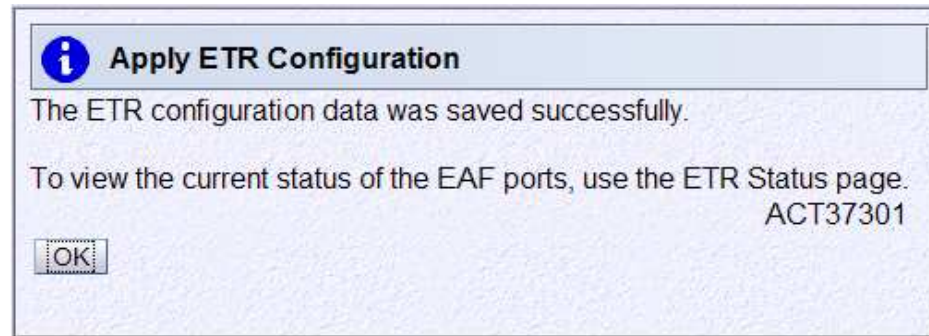 Apply ETR Configuration
The ETR configuration data was saved successfully.
To view the current status of the EAF ports, use the ETR Status page.
ACT37301
OK